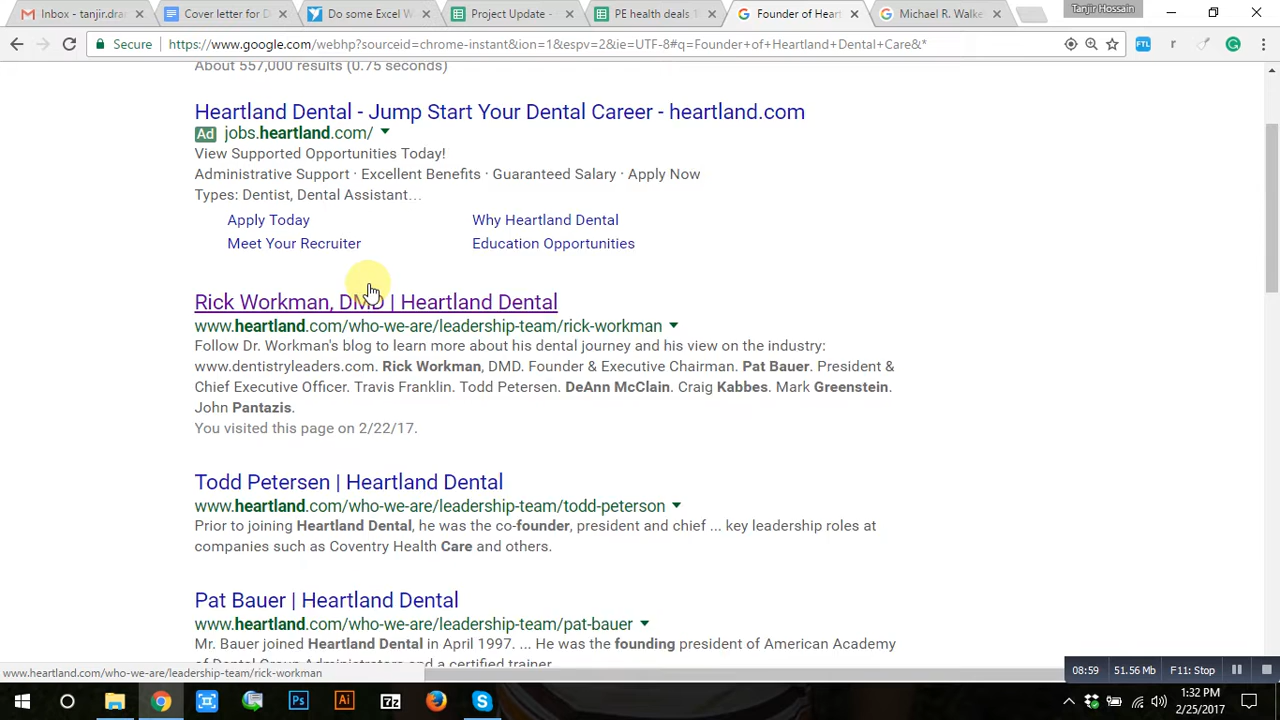 Inbox - tanjir.dra
Cover letter for D
Do some Excel W
Project Update -
PE health deals 1
Founder of Heart
Michael R. Walke
Tanjir Hossain
Secure
https://www.google.com/webhp?sourceid=chrome-instant&ion=1&espv=2&ie=UTF-8#q=Founder+of+Heartland+Dental+Care&*
FTL
r
About 557,000 results (0.75 seconds)
Heartland Dental - Jump Start Your Dental Career - heartland.com
Ad jobs.heartland.com/
View Supported Opportunities Today!
Administrative Support · Excellent Benefits · Guaranteed Salary · Apply Now
Types: Dentist, Dental Assistant…
Apply Today Why Heartland Dental
Meet Your Recruiter Education Opportunities
Rick Workman, DMD | Heartland Dental
www.heartland.com/who-we-are/leadership-team/rick-workman
Follow Dr. Workman's blog to learn more about his dental journey and his view on the industry:
www.dentistryleaders.com. Rick Workman, DMD. Founder & Executive Chairman. Pat Bauer. President &
Chief Executive Officer. Travis Franklin. Todd Petersen. DeAnn McClain. Craig Kabbes. Mark Greenstein.
John Pantazis.
You visited this page on 2/22/17.
Todd Petersen | Heartland Dental
www.heartland.com/who-we-are/leadership-team/todd-peterson
Prior to joining Heartland Dental, he was the co-founder, president and chief ... key leadership roles at
companies such as Coventry Health Care and others.
Pat Bauer | Heartland Dental
www.heartland.com/who-we-are/leadership-team/pat-bauer
Mr. Bauer joined Heartland Dental in April 1997. ... He was the founding president of American Academy
of Dental Group Administrators and a certified trainer
www.heartland.com/who-we-are/leadership-team/rick-workman
08:59 51.56 Mb F11: Stop
Ps
Ai
7z
1:32 PM
2/25/2017